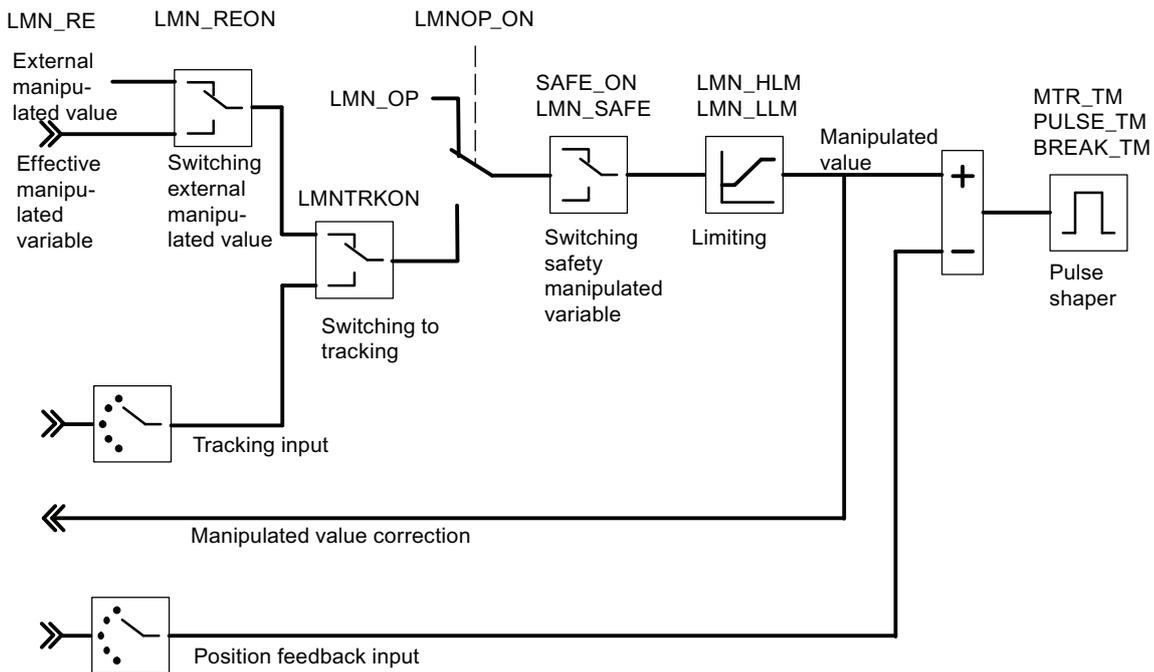 LMN_RE
LMN_REON
LMNOP_ON
External
manipu-
lated value
Effective
manipu-
lated
variable
Switching
external
manipu-
lated value
LMNTRKON
LMN_OP
SAFE_ON
LMN_SAFE
LMN_HLM
LMN_LLM
Manipulated
value
MTR_TM
PULSE_TM
BREAK_TM
+
−
Switching
safety
manipulated
variable
Limiting
Pulse
shaper
Switching to
tracking
Tracking input
Manipulated value correction
Position feedback input